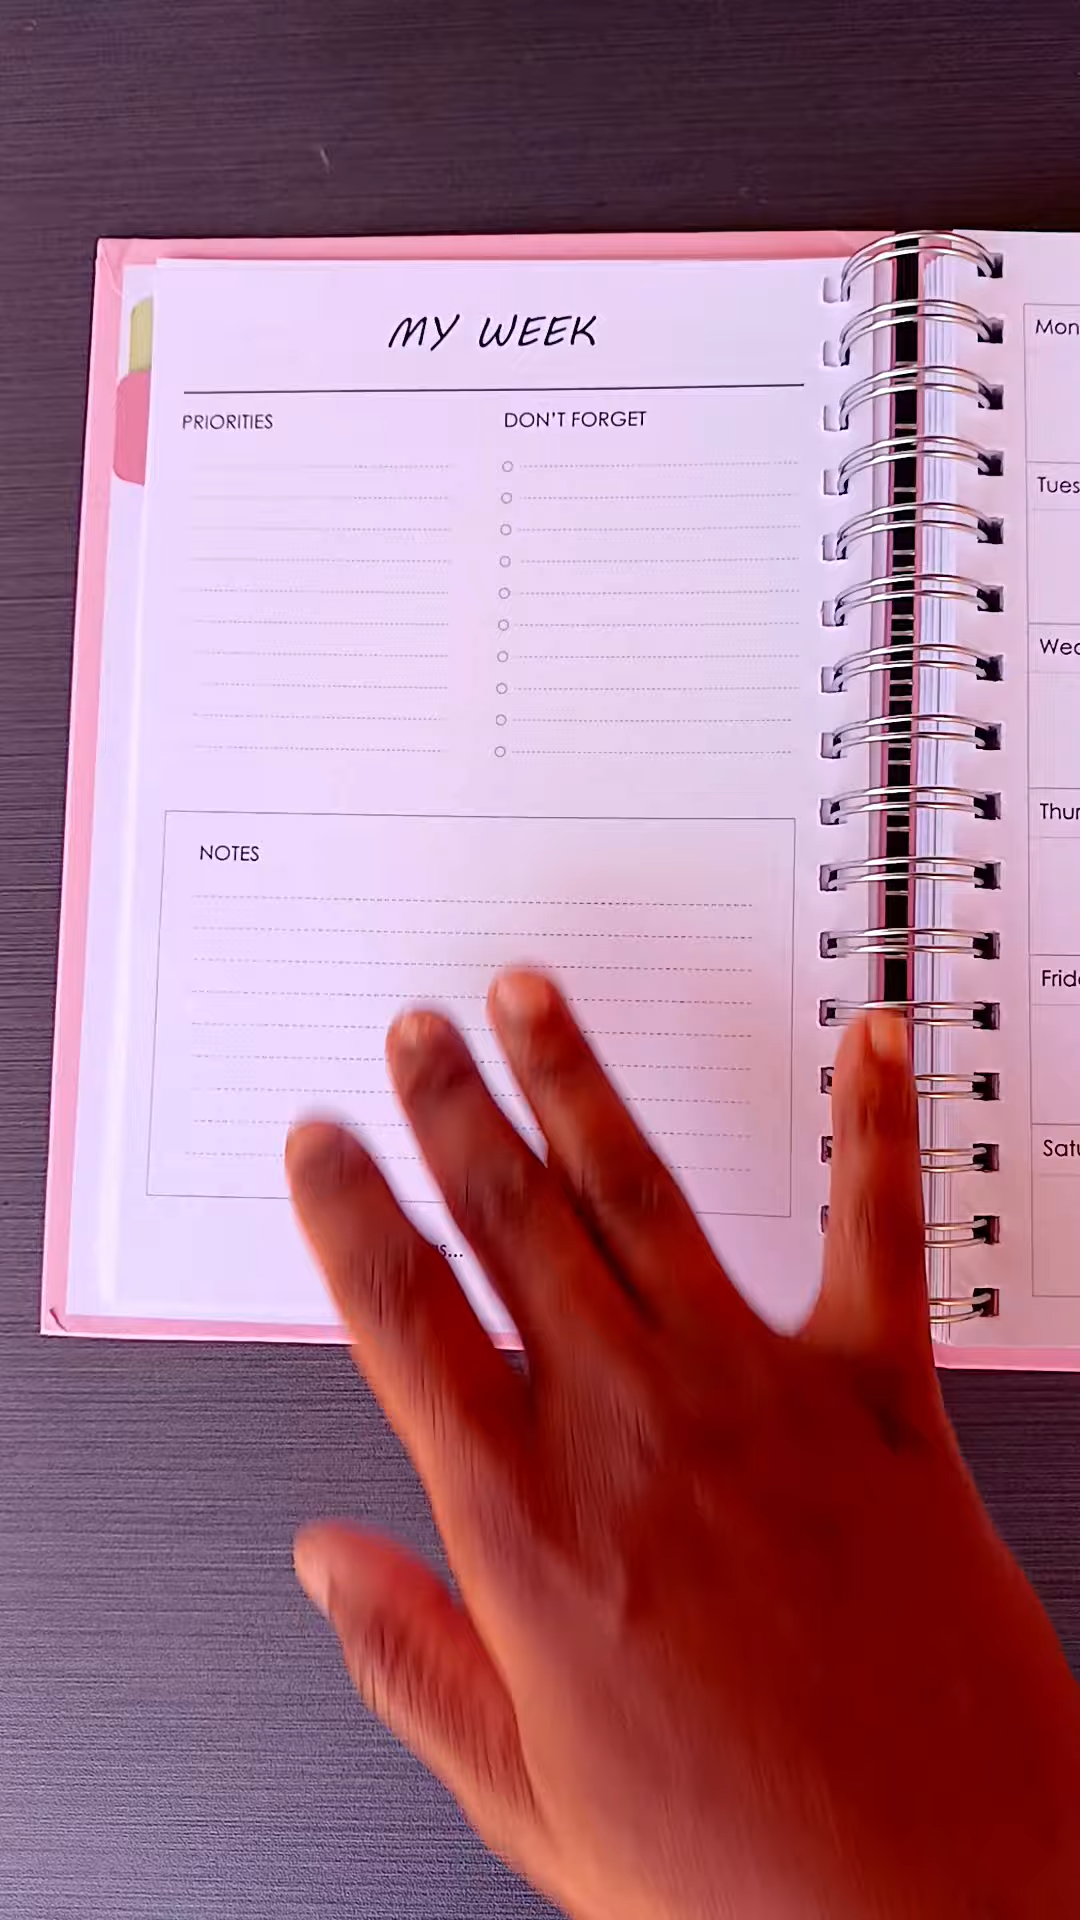 MY WEEK
PRIORITIES
DON'T FORGET
NOTES
Mon
Tues
Wed
Thur
Frid
Satu